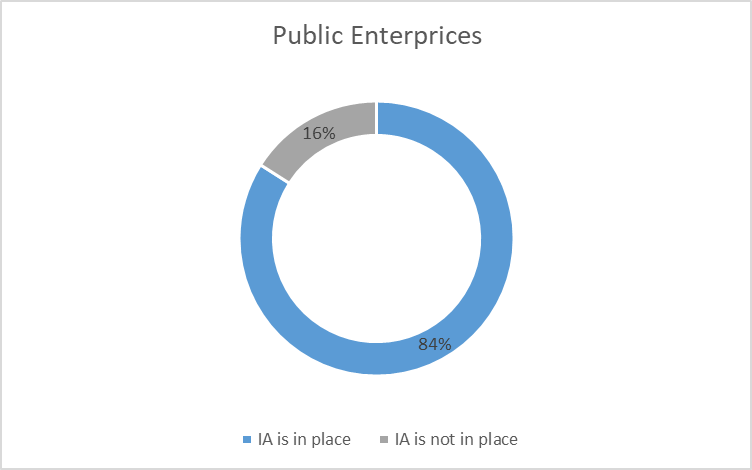 Public Enterprices
16%
84%
IA is in place
IA is not in place